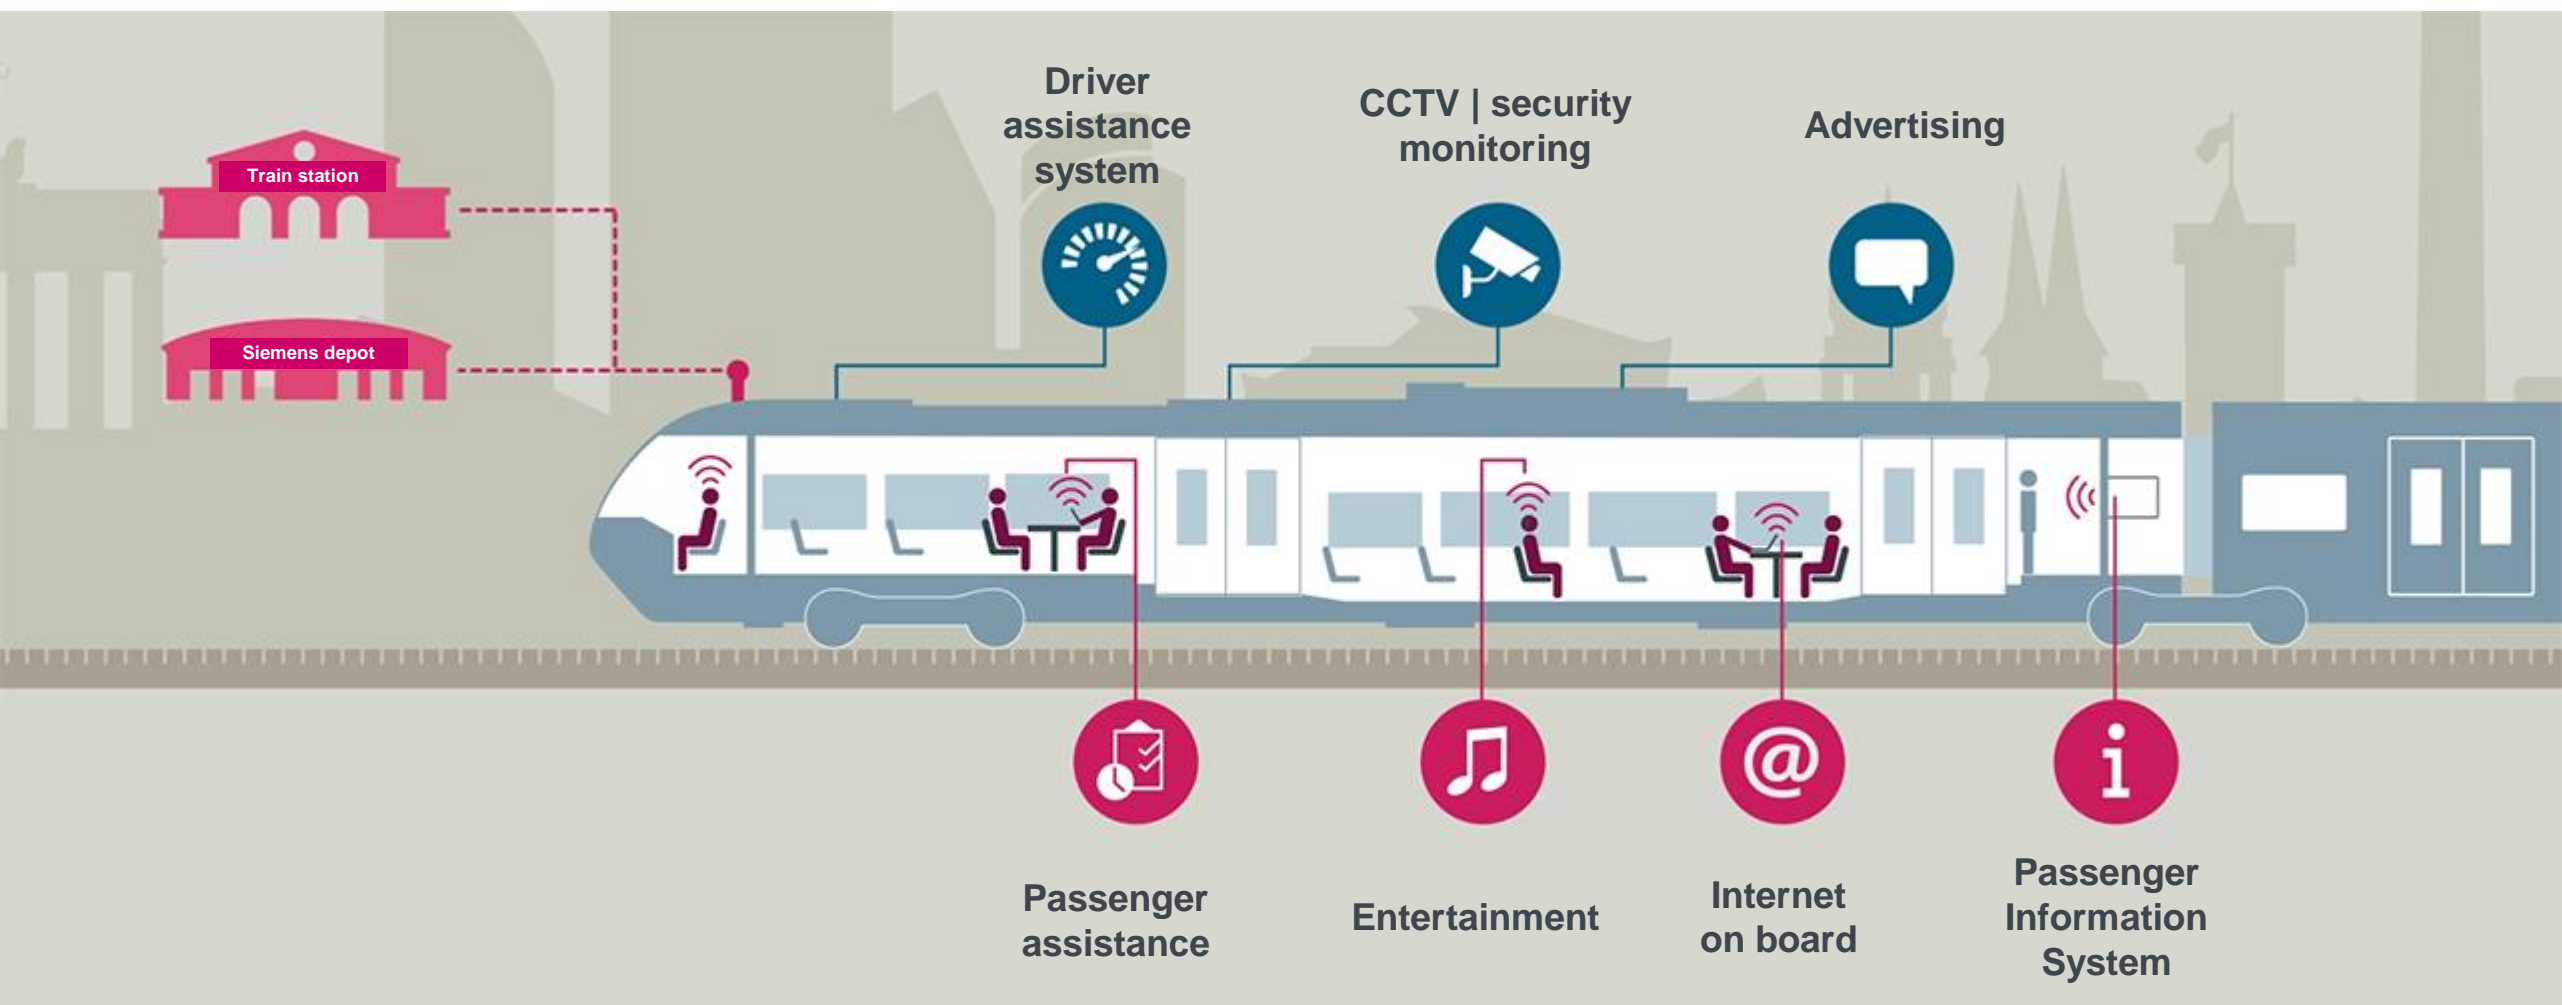 Driver
assistance
system
CCTV | security
monitoring
Advertising
Train station
Siemens depot
@
i
Passenger
assistance
Entertainment
Internet
on board
Passenger
Information
System